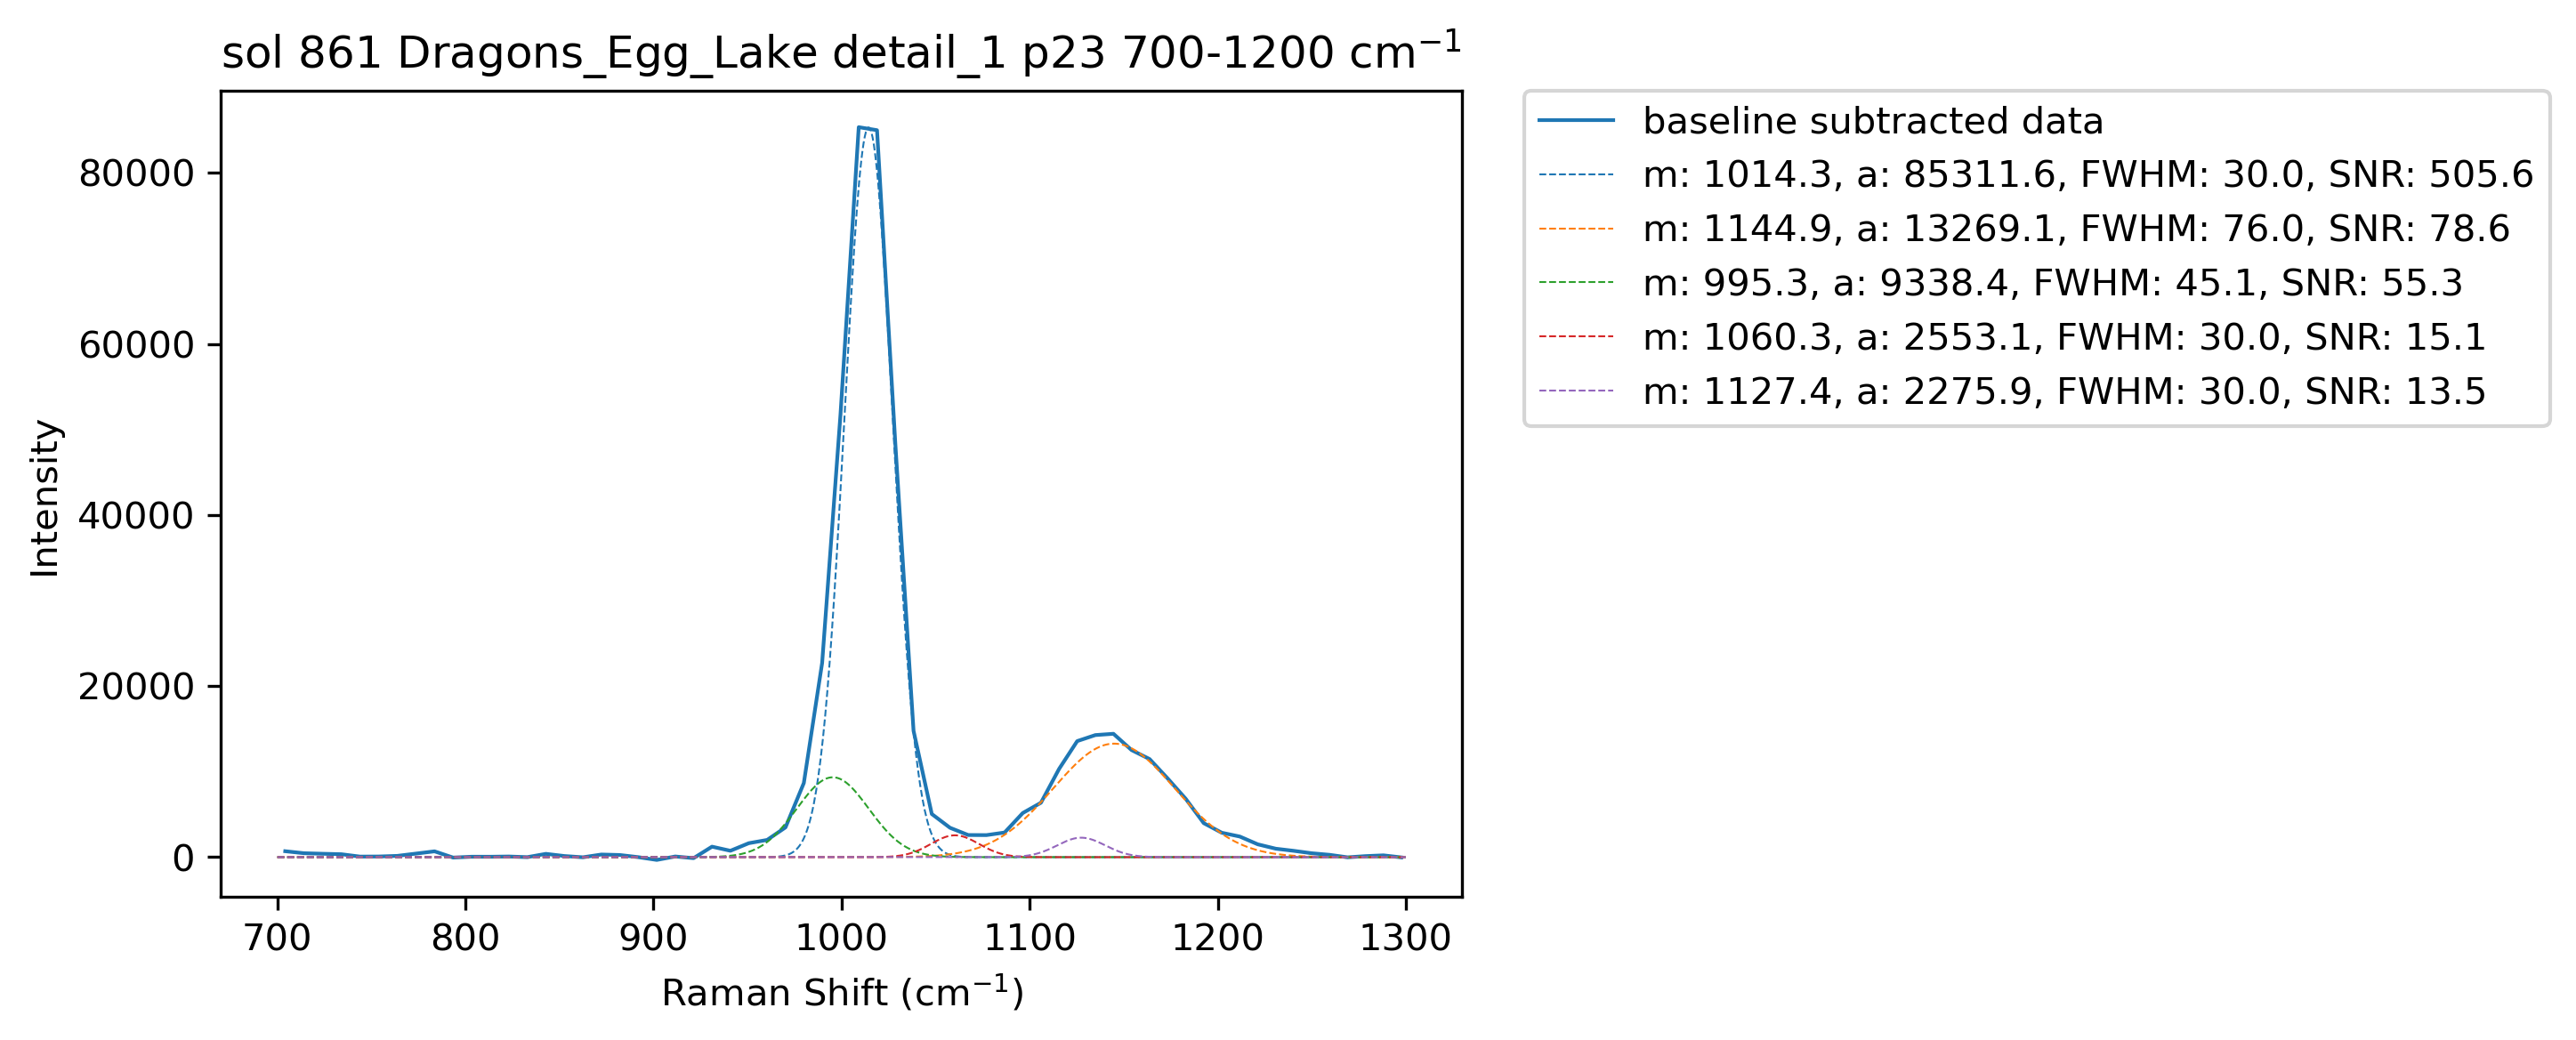 sol 861 Dragons_Egg_Lake detail_1 p23 700-1200 cm⁻¹
baseline subtracted data
m: 1014.3, a: 85311.6, FWHM: 30.0, SNR: 505.6
m: 1144.9, a: 13269.1, FWHM: 76.0, SNR: 78.6
m: 995.3, a: 9338.4, FWHM: 45.1, SNR: 55.3
m: 1060.3, a: 2553.1, FWHM: 30.0, SNR: 15.1
m: 1127.4, a: 2275.9, FWHM: 30.0, SNR: 13.5
Intensity
80000
60000
40000
20000
0
700 800 900 1000 1100 1200 1300
Raman Shift (cm⁻¹)